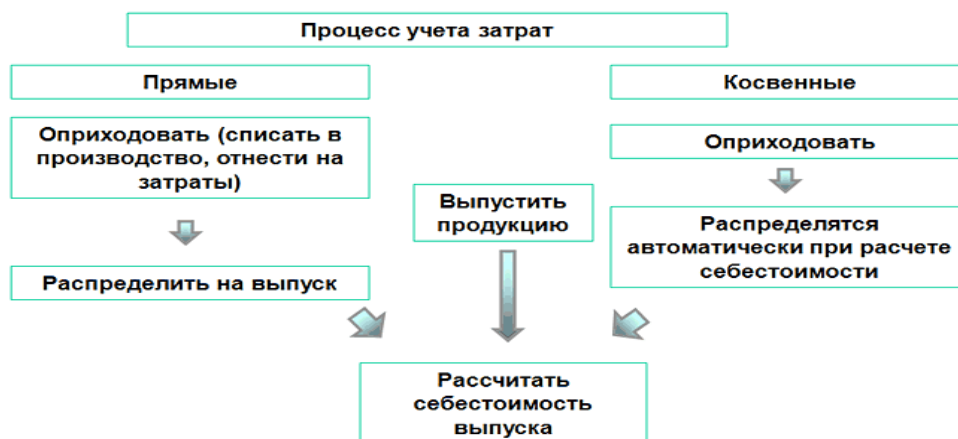 Процесс учета затрат
Прямые
Косвенные
Оприходовать (списать в
производство, отнести на
затраты)
Оприходовать
Выпустить
продукцию
Распределятся
автоматически при расчете
себестоимости
Распределить на выпуск
Рассчитать
себестоимость
выпуска